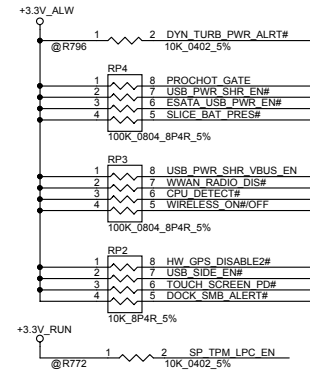 +3.3V_ALW
1 2 DYN_TURB_PWR_ALRT#
@R796 10K_0402_5%
RP4
1 8 PROCHOT_GATE
2 7 USB_PWR_SHR_EN#
3 6 ESATA_USB_PWR_EN#
4 5 SLICE_BAT_PRES#
100K_0804_8P4R_5%
RP3
1 8 USB_PWR_SHR_VBUS_EN
2 7 WWAN_RADIO_DIS#
3 6 CPU_DETECT#
4 5 WIRELESS_ON#/OFF
100K_0804_8P4R_5%
RP2
1 8 HW_GPS_DISABLE2#
2 7 USB_SIDE_EN#
3 6 TOUCH_SCREEN_PD#
4 5 DOCK_SMB_ALERT#
10K_8P4R_5%
+3.3V_RUN
1 2 SP_TPM_LPC_EN
@R772 10K_0402_5%